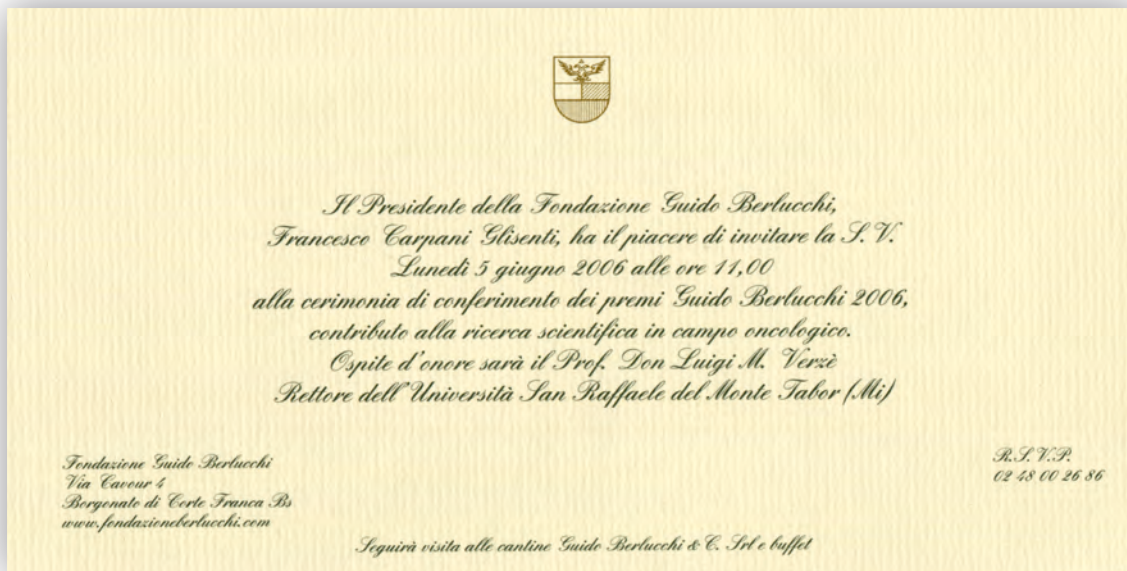 Il Presidente della Fondazione Guido Berlucchi,
Francesco Carpani Glisenti, ha il piacere di invitare la S. V.
Lunedì 5 giugno 2006 alle ore 11,00
alla cerimonia di conferimento dei premi Guido Berlucchi 2006,
contributo alla ricerca scientifica in campo oncologico.
Ospite d'onore sarà il Prof. Don Luigi M. Verzè
Rettore dell'Università San Raffaele del Monte Tabor (Mi)
Fondazione Guido Berlucchi
Via Cavour 4
Borgonato di Corte Franca Bs
www.fondazioneberlucchi.com
R.S.V.P.
02 48 00 26 86
Seguirà visita alle cantine Guido Berlucchi & C. Srl e buffet